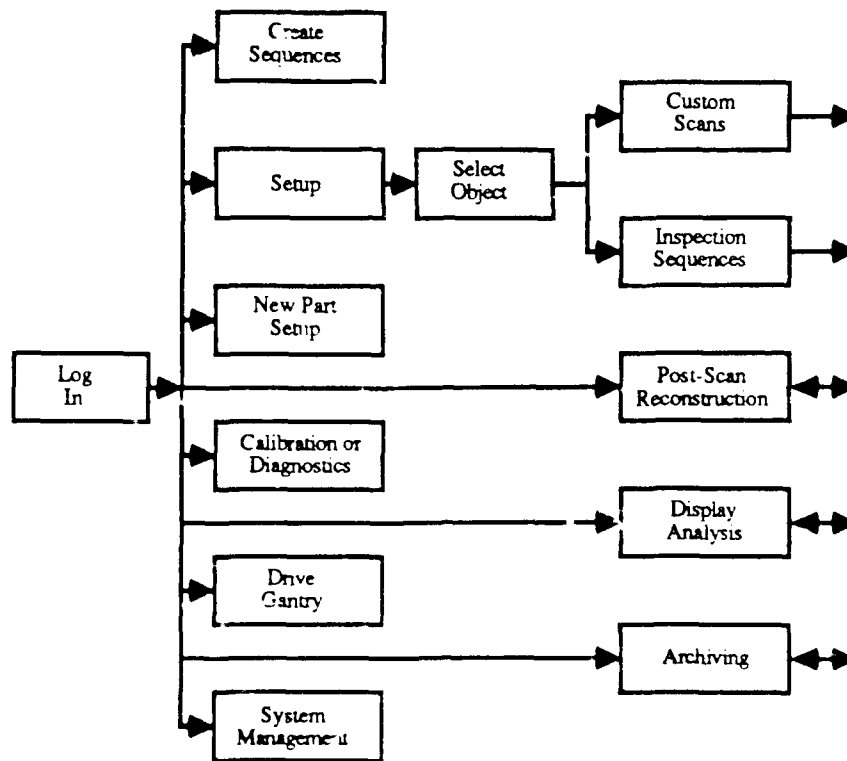 Create
Sequences
Custom
Scans
Setup
Select
Object
Inspection
Sequences
New Part
Setup
Log
In
Post-Scan
Reconstruction
Calibration or
Diagnostics
Display
Analysis
Drive
Gantry
Archiving
System
Management